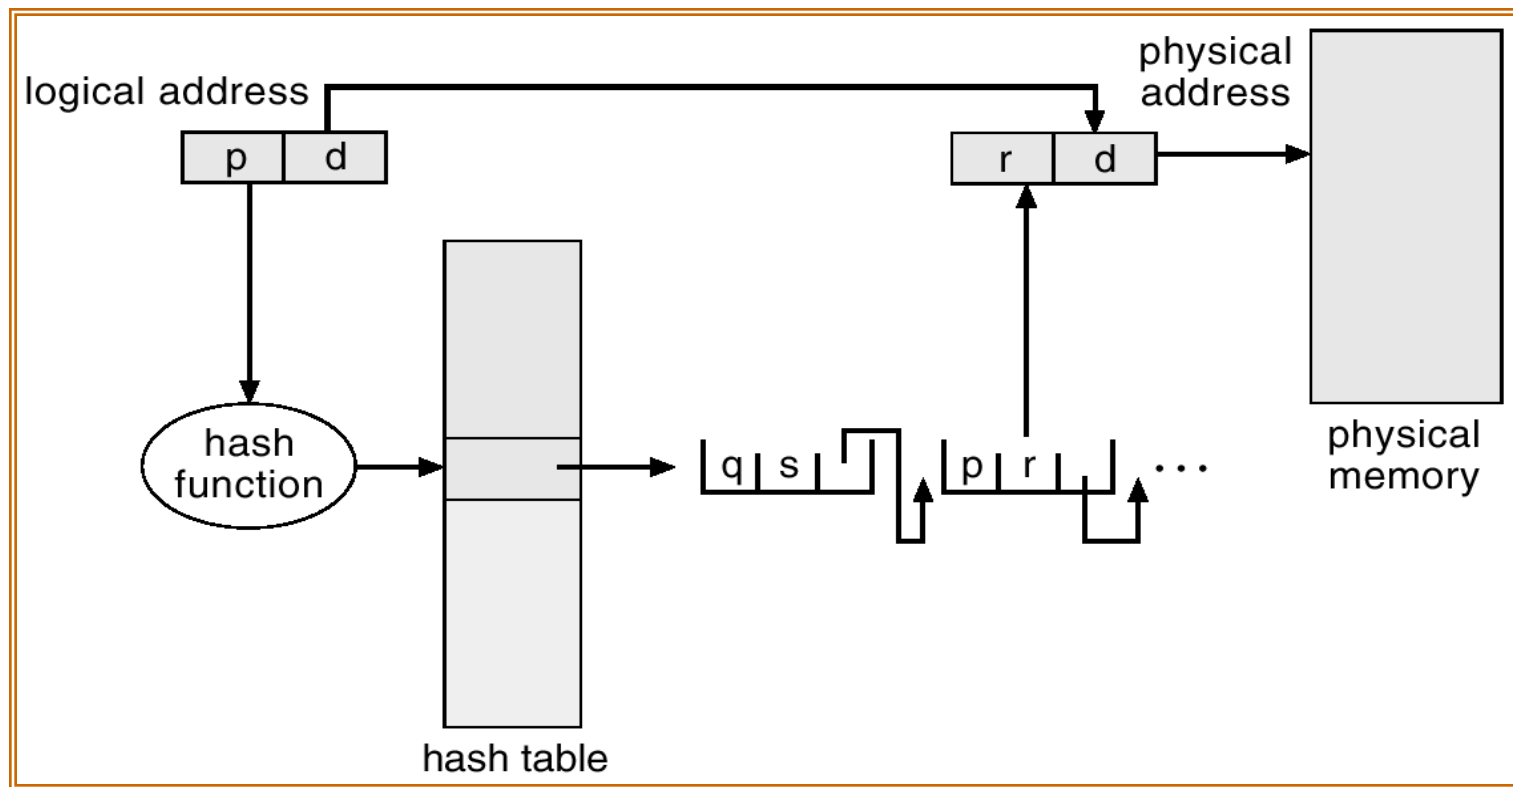 logical address
physical
address
p d
r d
hash
function
q s
p r
...
physical
memory
hash table